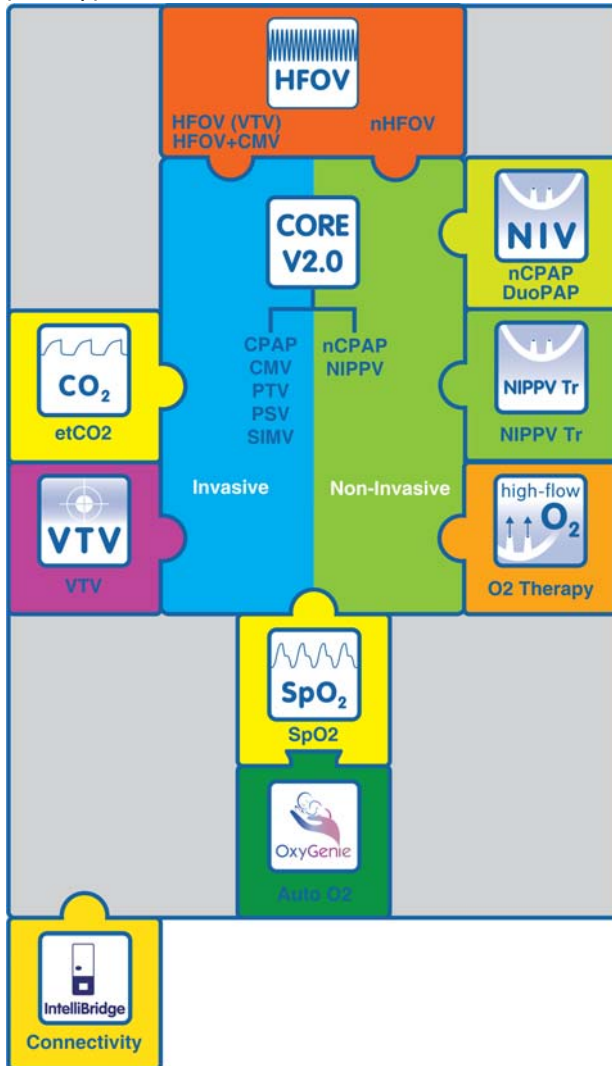 HFOV
HFOV (VTV)
HFOV+CMV
nHFOV
CORE
V2.0
CPAP
CMV
PTV
PSV
SIMV
nCPAP
NIPPV
Invasive
Non-Invasive
NIV
nCPAP
DuoPAP
CO2
etCO2
NIPPV Tr
NIPPV Tr
VTV
VTV
high-flow
O2
O2 Therapy
SpO2
SpO2
OxyGenie
Auto O2
IntelliBridge
Connectivity